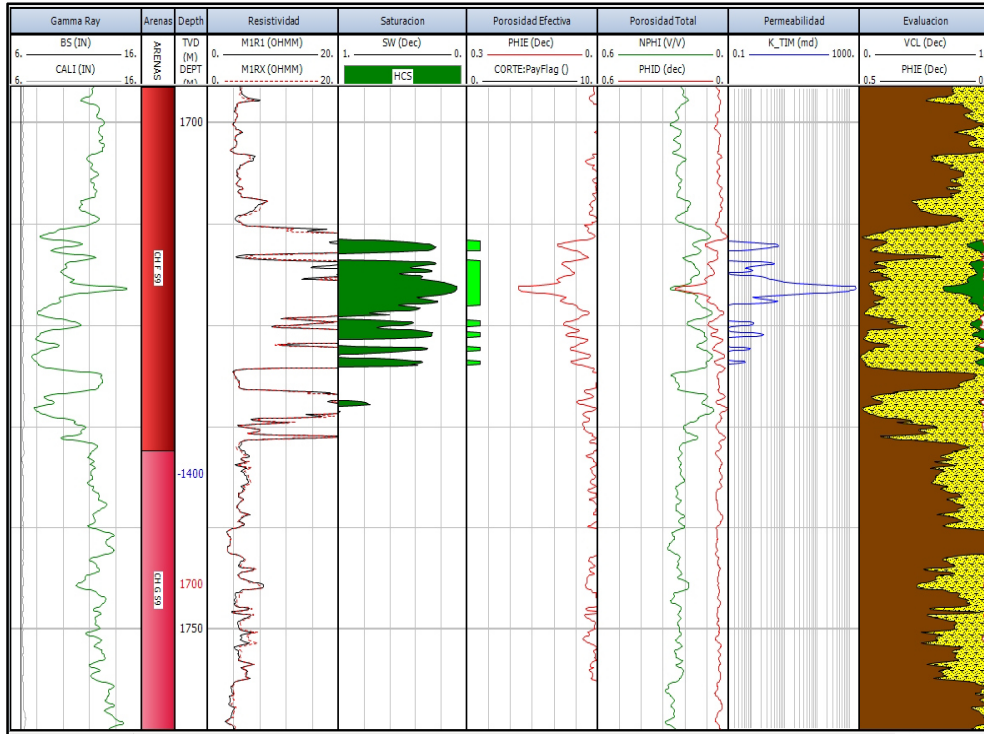 Gamma Ray
Arenas
Depth
Resistividad
Saturacion
Porosidad Efectiva
Porosidad Total
Permeabilidad
Evaluacion
BS (IN)
6. 16.
CALI (IN)
6. 16.
ARENAS
TVD
(M)
DEPT
(M)
M1R1 (OHMM)
0. 20.
M1RX (OHMM)
0. 20.
SW (Dec)
1. 0.
HCS
PHIE (Dec)
0.3 0.
CORTE:PayFlag ()
0. 10.
NPHI (V/V)
0.6 0.
PHID (dec)
0.6 0.
K_TIM (md)
0.1 1000.
VCL (Dec)
0. 1.
PHIE (Dec)
0.5 0.
CH F S9
CH G S9
1700
-1400
1700
1750